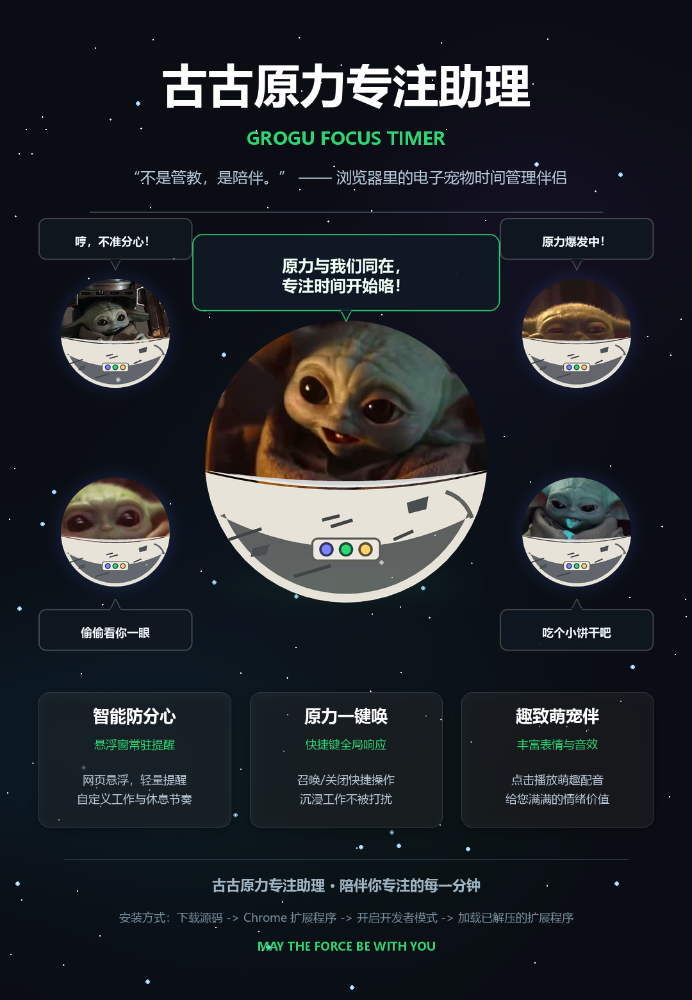 古古原力专注助理
GROGU FOCUS TIMER
“不是管教，是陪伴。” —— 浏览器里的电子宠物时间管理伴侣
哼，不准分心！
原力与我们同在，
专注时间开始咯！
原力爆发中！
偷偷看你一眼
吃个小饼干吧
智能防分心
悬浮窗常驻提醒
网页悬浮，轻量提醒
自定义工作与休息节奏
原力一键唤
快捷键全局响应
召唤/关闭快捷操作
沉浸工作不被打扰
趣致萌宠伴
丰富表情与音效
点击播放萌趣配音
给您满满的情绪价值
古古原力专注助理 • 陪伴你专注的每一分钟
安装方式：下载源码 -> Chrome 扩展程序 -> 开启开发者模式 -> 加载已解压的扩展程序
MAY THE FORCE BE WITH YOU